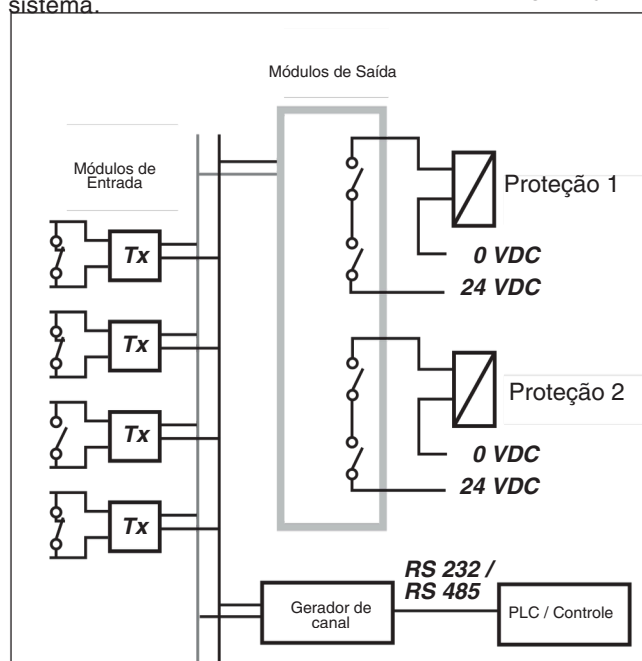 sistema.
Módulos de Saída
Módulos de
Entrada
Proteção 1
Tx
0 VDC
24 VDC
Tx
Proteção 2
Tx
0 VDC
24 VDC
Tx
RS 232 /
RS 485
Gerador de
canal
PLC / Controle